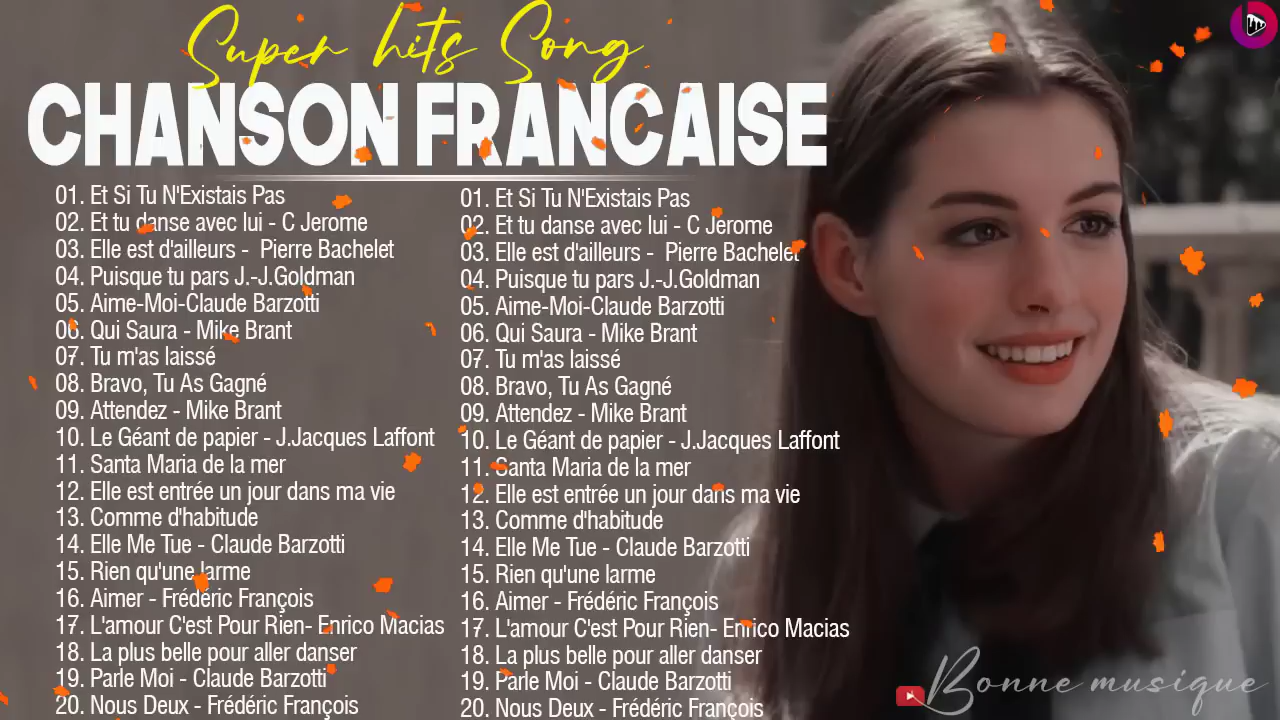 Super hits Song
CHANSON FRANCAISE
01. Et Si Tu N'Existais Pas
02. Et tu danse avec lui - C Jerome
03. Elle est d'ailleurs -  Pierre Bachelet
04. Puisque tu pars J.-J.Goldman
05. Aime-Moi-Claude Barzotti
06. Qui Saura - Mike Brant
07. Tu m'as laissé
08. Bravo, Tu As Gagné
09. Attendez - Mike Brant
10. Le Géant de papier - J.Jacques Laffont
11. Santa Maria de la mer
12. Elle est entrée un jour dans ma vie
13. Comme d'habitude
14. Elle Me Tue - Claude Barzotti
15. Rien qu'une larme
16. Aimer - Frédéric François
17. L'amour C'est Pour Rien- Enrico Macias
18. La plus belle pour aller danser
19. Parle Moi - Claude Barzotti
20. Nous Deux - Frédéric François
01. Et Si Tu N'Existais Pas
02. Et tu danse avec lui - C Jerome
03. Elle est d'ailleurs -  Pierre Bachelet
04. Puisque tu pars J.-J.Goldman
05. Aime-Moi-Claude Barzotti
06. Qui Saura - Mike Brant
07. Tu m'as laissé
08. Bravo, Tu As Gagné
09. Attendez - Mike Brant
10. Le Géant de papier - J.Jacques Laffont
11. Santa Maria de la mer
12. Elle est entrée un jour dans ma vie
13. Comme d'habitude
14. Elle Me Tue - Claude Barzotti
15. Rien qu'une larme
16. Aimer - Frédéric François
17. L'amour C'est Pour Rien- Enrico Macias
18. La plus belle pour aller danser
19. Parle Moi - Claude Barzotti
20. Nous Deux - Frédéric François
Bonne musique